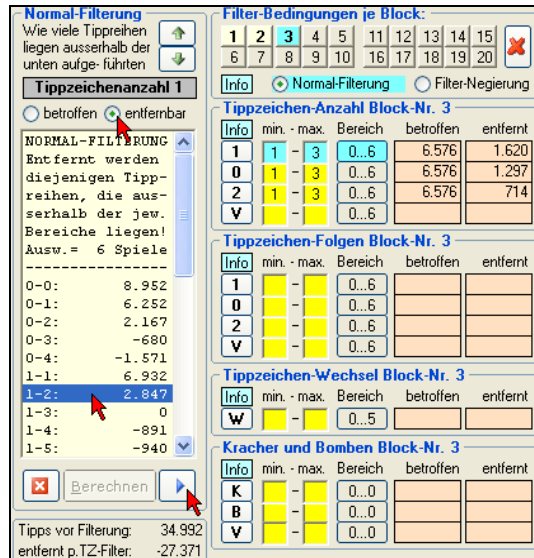 Normal-Filterung
Wie viele Tippreihen
liegen ausserhalb der
unten aufge- führten
Tippzeichenanzahl 1
betroffen entfernbar
NORMAL-FILTERUNG
Entfernt werden
diejenigen Tipp-
reihen, die aus-
serhalb der jew.
Bereiche liegen!
Ausw.= 6 Spiele
----------------
0-0: 8.952
0-1: 6.252
0-2: 2.167
0-3: -680
0-4: -1.571
1-1: 6.932
1-2: 2.847
1-3: 0
1-4: -891
1-5: -940
Berechnen
Tipps vor Filterung: 34.992
entfernt p.TZ-Filter: -27.371
Filter-Bedingungen je Block:
1 2 3 4 5 11 12 13 14 15
6 7 8 9 10 16 17 18 19 20
Info Normal-Filterung Filter-Negierung
Tippzeichen-Anzahl Block-Nr. 3
Info min. - max. Bereich betroffen entfernt
1 1 - 3 0...6 6.576 1.620
0 1 - 3 0...6 6.576 1.297
2 1 - 3 0...6 6.576 714
V - 0...6
Tippzeichen-Folgen Block-Nr. 3
Info min. - max. Bereich betroffen entfernt
1 - 0...6
0 - 0...6
2 - 0...6
V - 0...6
Tippzeichen-Wechsel Block-Nr. 3
Info min. - max. Bereich betroffen entfernt
W - 0...5
Kracher und Bomben Block-Nr. 3
Info min. - max. Bereich betroffen entfernt
K - 0...0
B - 0...0
V - 0...0